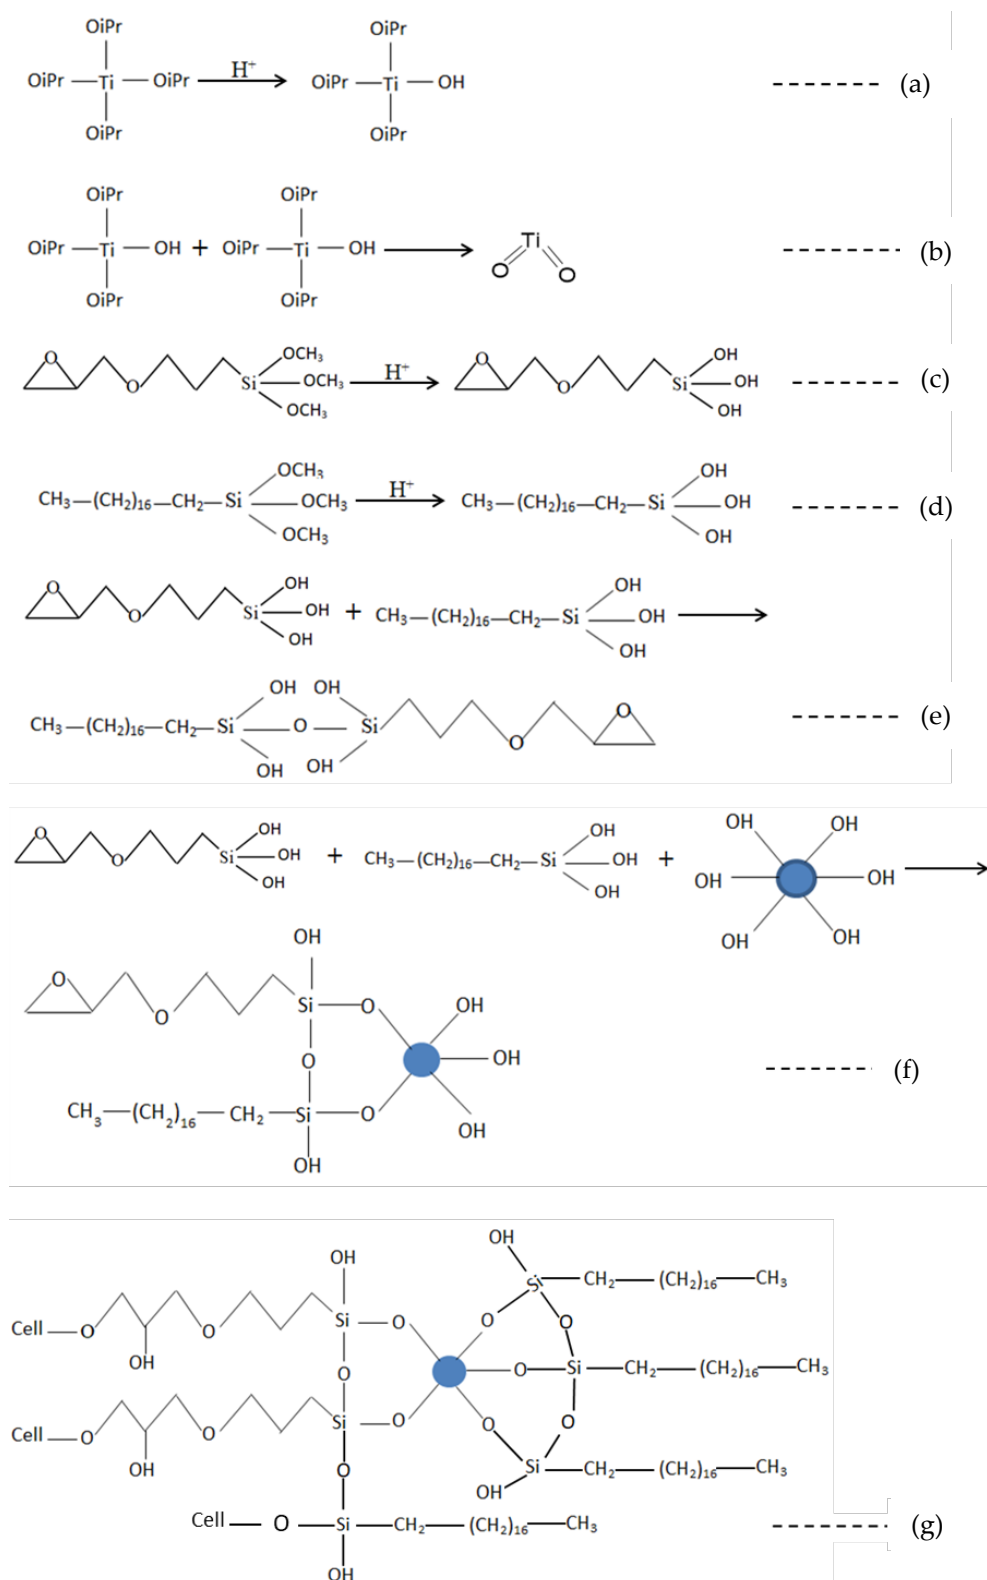 OiPr OiPr
OiPr —Ti — OiPr H⁺ OiPr —Ti — OH (a)
OiPr OiPr
OiPr OiPr
OiPr —Ti — OH + OiPr —Ti — OH Ti O O (b)
OiPr OiPr
O O Si OCH₃ OCH₃ OCH₃ H⁺ O O Si OH OH OH (c)
CH₃—(CH₂)₁₆—CH₂—Si OCH₃ OCH₃ OCH₃ H⁺ CH₃—(CH₂)₁₆—CH₂—Si OH OH OH (d)
O O Si OH OH OH + CH₃—(CH₂)₁₆—CH₂—Si OH OH OH
OH OH
CH₃—(CH₂)₁₆—CH₂—Si — O — Si O O (e)
OH OH
O O Si OH OH OH + CH₃—(CH₂)₁₆—CH₂—Si OH OH OH + OH OH OH OH OH OH
OH
O O Si — O OH
O OH (f)
CH₃—(CH₂)₁₆—CH₂—Si — O OH
OH
OH
OH Si — CH₂ — (CH₂)₁₆ — CH₃
Cell — O OH O Si — O O O
O O — Si — CH₂ — (CH₂)₁₆ — CH₃
Cell — O OH O Si — O O O
O OH Si — CH₂ — (CH₂)₁₆ — CH₃
Cell — O — Si — CH₂ — (CH₂)₁₆ — CH₃ (g)
OH